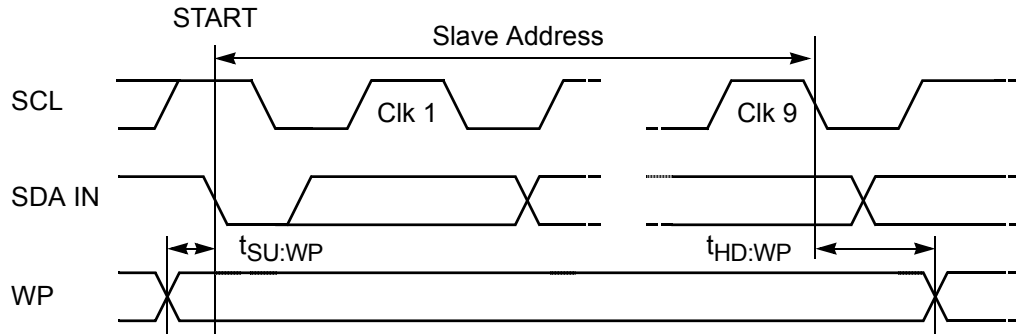 START
Slave Address
SCL
Clk 1
Clk 9
SDA IN
tSU:WP
tHD:WP
WP